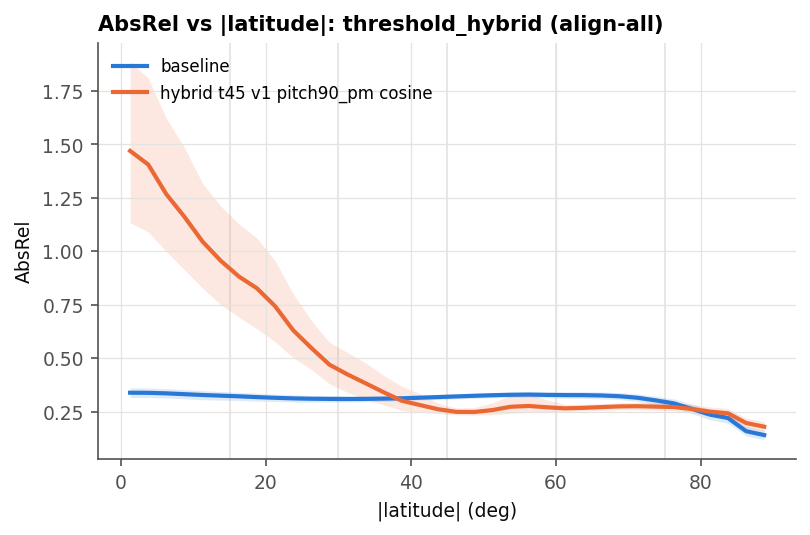 AbsRel vs |latitude|: threshold_hybrid (align-all)
baseline
hybrid t45 v1 pitch90_pm cosine
1.75
1.50
1.25
1.00
0.75
0.50
0.25
AbsRel
0 20 40 60 80
|latitude| (deg)